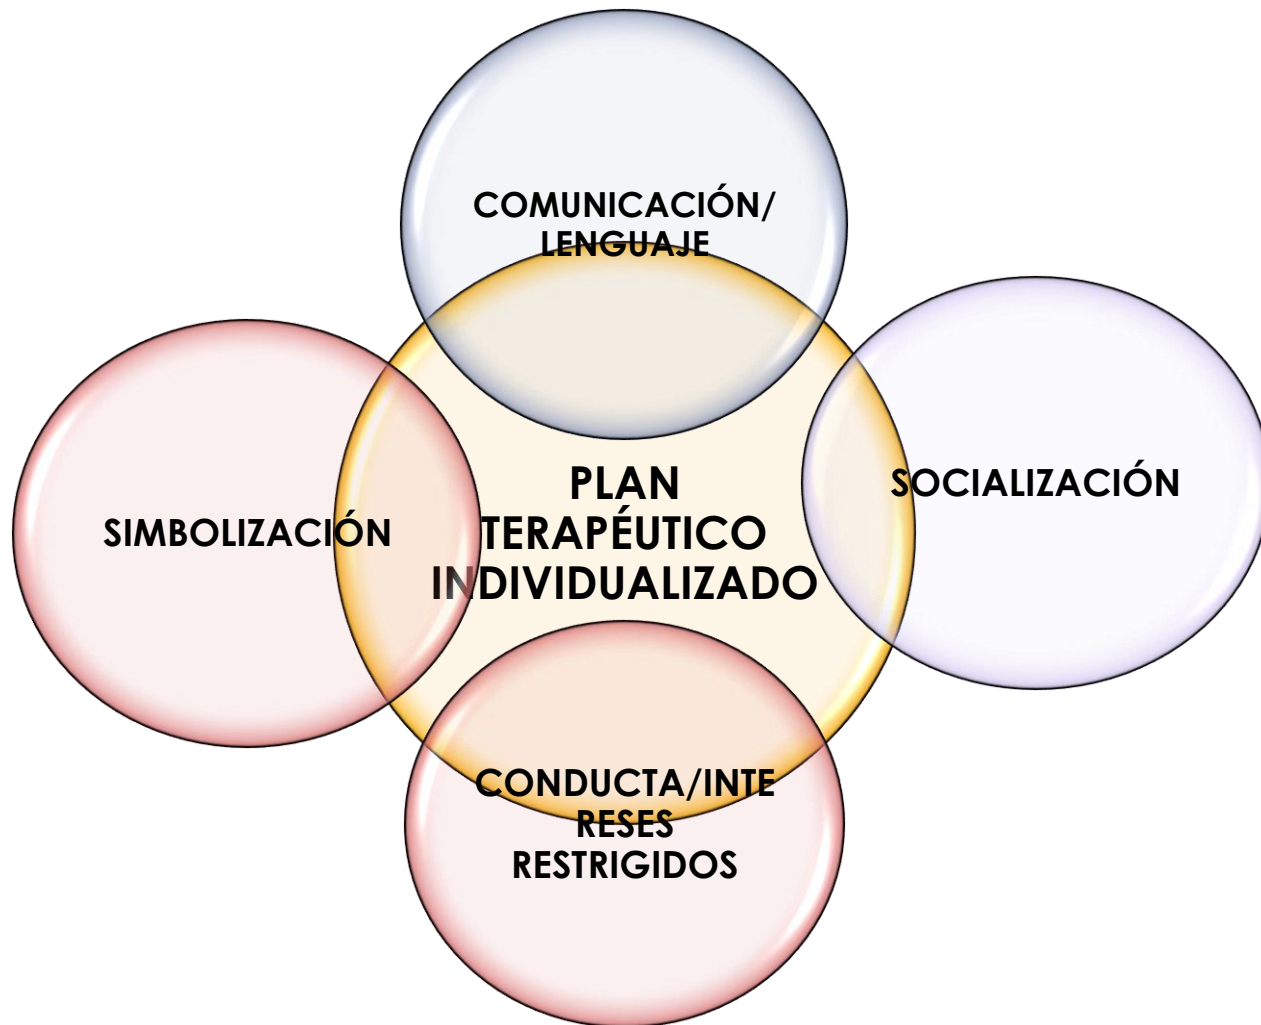 COMUNICACIÓN/
LENGUAJE
SOCIALIZACIÓN
PLAN
TERAPÉUTICO
INDIVIDUALIZADO
SIMBOLIZACIÓN
CONDUCTA/INTE
RESES
RESTRIGIDOS